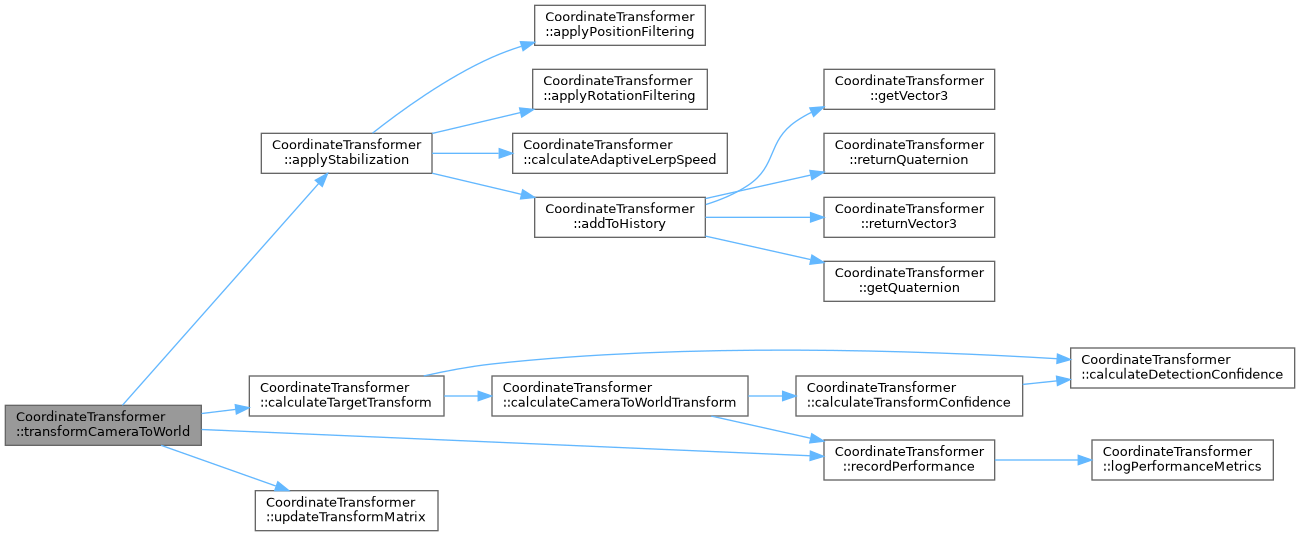 CoordinateTransformer
::applyPositionFiltering
CoordinateTransformer
::applyRotationFiltering
CoordinateTransformer
::getVector3
CoordinateTransformer
::applyStabilization
CoordinateTransformer
::calculateAdaptiveLerpSpeed
CoordinateTransformer
::returnQuaternion
CoordinateTransformer
::addToHistory
CoordinateTransformer
::returnVector3
CoordinateTransformer
::getQuaternion
CoordinateTransformer
::calculateDetectionConfidence
CoordinateTransformer
::calculateTargetTransform
CoordinateTransformer
::calculateCameraToWorldTransform
CoordinateTransformer
::calculateTransformConfidence
CoordinateTransformer
::transformCameraToWorld
CoordinateTransformer
::recordPerformance
CoordinateTransformer
::logPerformanceMetrics
CoordinateTransformer
::updateTransformMatrix